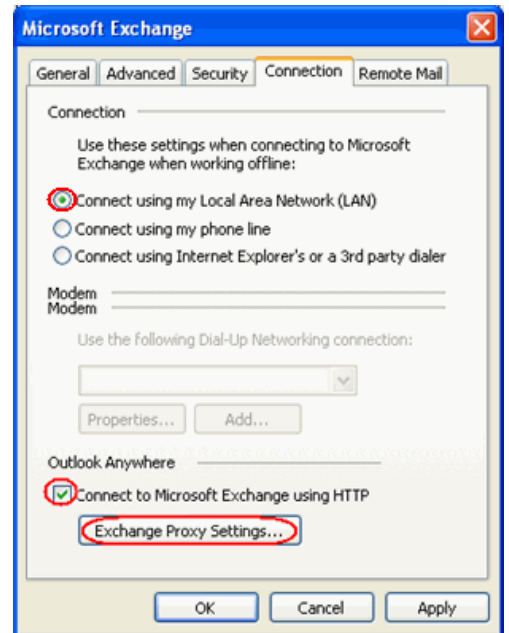 Microsoft Exchange
General Advanced Security Connection Remote Mail
Connection
Use these settings when connecting to Microsoft
Exchange when working offline:
Connect using my Local Area Network (LAN)
Connect using my phone line
Connect using Internet Explorer's or a 3rd party dialer
Modem
Modem
Use the following Dial-Up Networking connection:
Properties... Add...
Outlook Anywhere
Connect to Microsoft Exchange using HTTP
Exchange Proxy Settings...
OK Cancel Apply